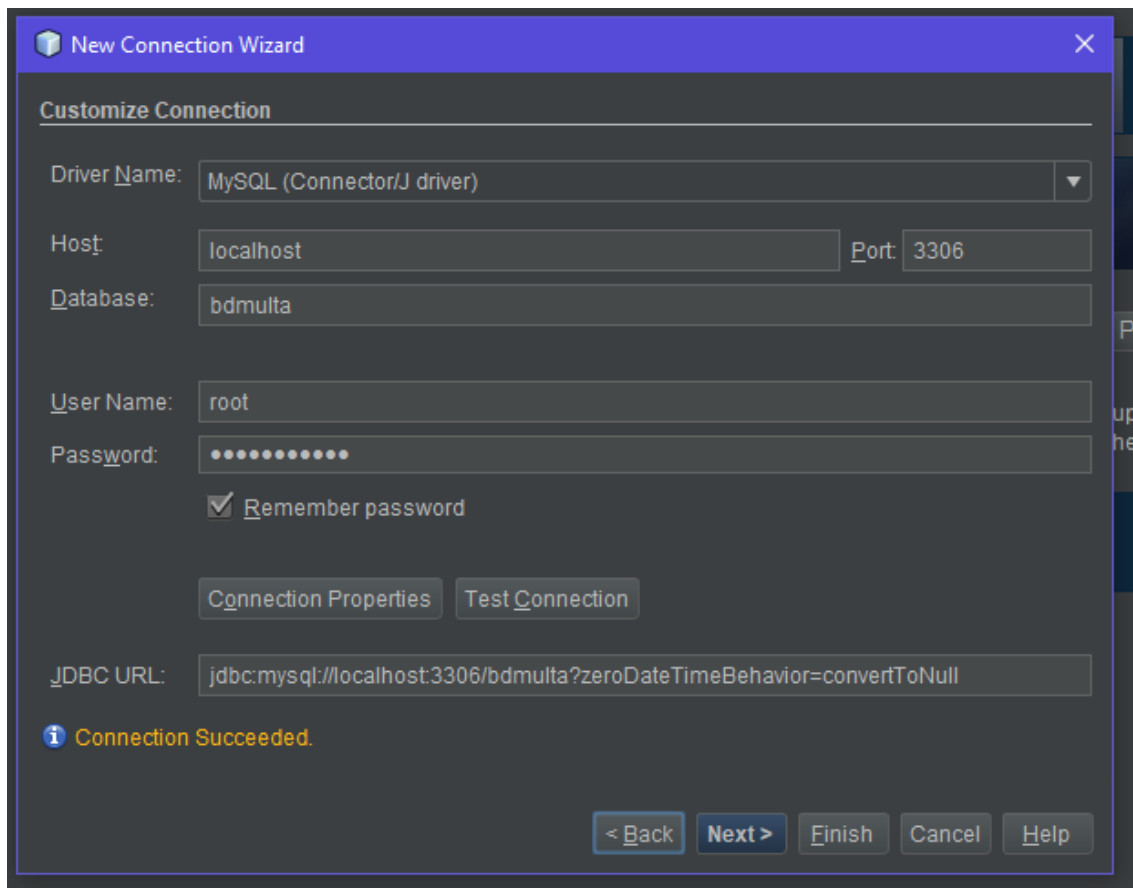 New Connection Wizard
Customize Connection
Driver Name: MySQL (Connector/J driver)
Host: localhost Port: 3306
Database: bdmulta
P
User Name: root
up
Password: •••••••••••
he
Remember password
Connection Properties Test Connection
JDBC URL: jdbc:mysql://localhost:3306/bdmulta?zeroDateTimeBehavior=convertToNull
Connection Succeeded.
< Back Next > Finish Cancel Help